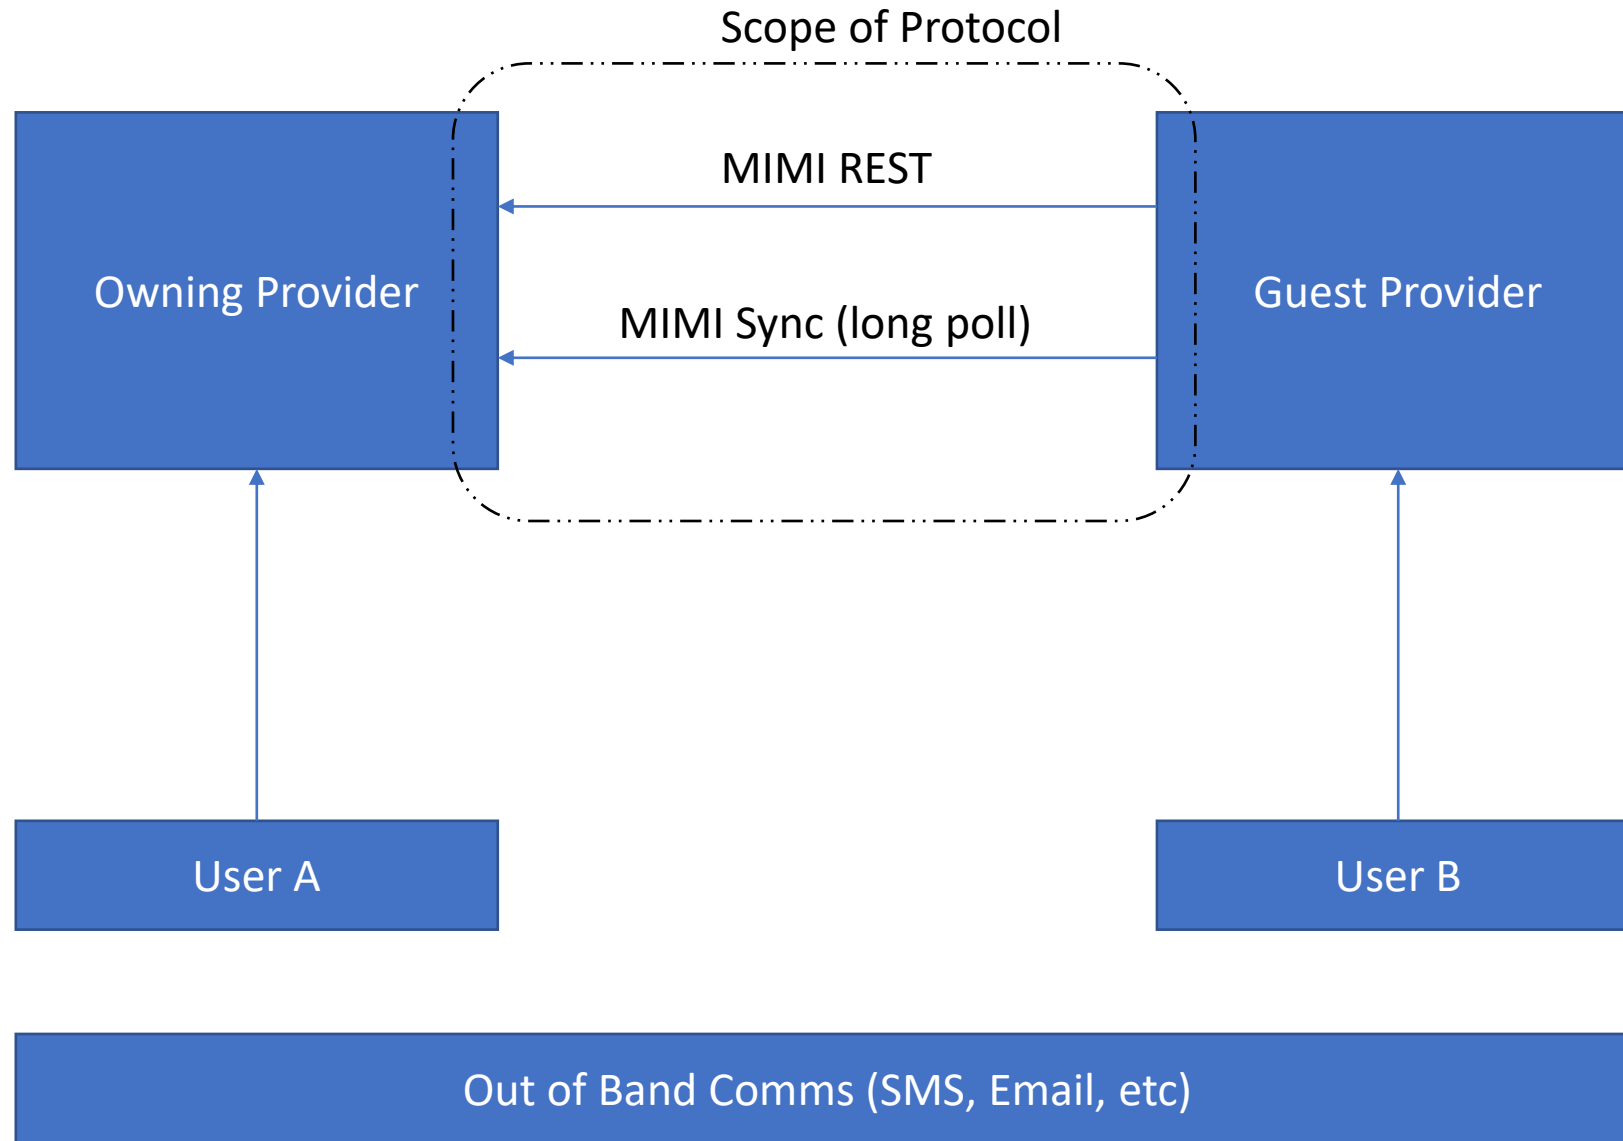 Scope of Protocol
MIMI REST
Owning Provider
Guest Provider
MIMI Sync (long poll)
User A
User B
Out of Band Comms (SMS, Email, etc)